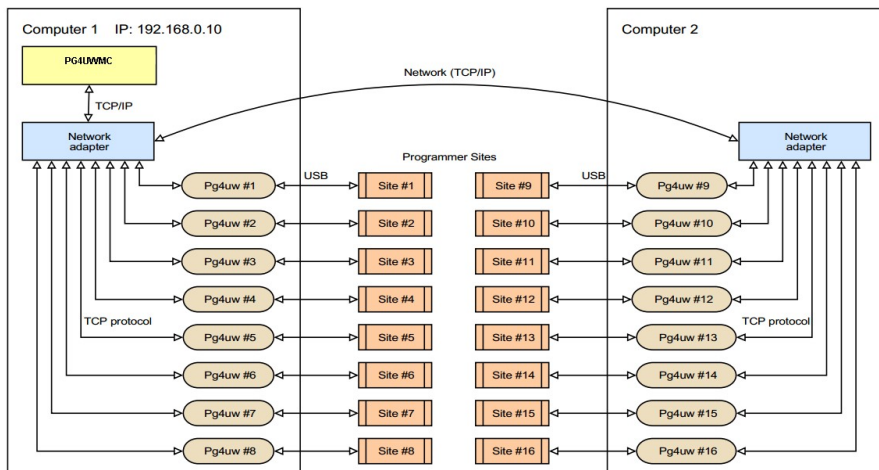 Computer 1 IP: 192.168.0.10
PG4UWMC
TCP/IP
Network
adapter
Network (TCP/IP)
Computer 2
Network
adapter
Programmer Sites
Pg4uw #1
USB
Site #1
Site #9
USB
Pg4uw #9
Pg4uw #2
Site #2
Site #10
Pg4uw #10
Pg4uw #3
Site #3
Site #11
Pg4uw #11
Pg4uw #4
Site #4
Site #12
Pg4uw #12
TCP protocol
TCP protocol
Pg4uw #5
Site #5
Site #13
Pg4uw #13
Pg4uw #6
Site #6
Site #14
Pg4uw #14
Pg4uw #7
Site #7
Site #15
Pg4uw #15
Pg4uw #8
Site #8
Site #16
Pg4uw #16